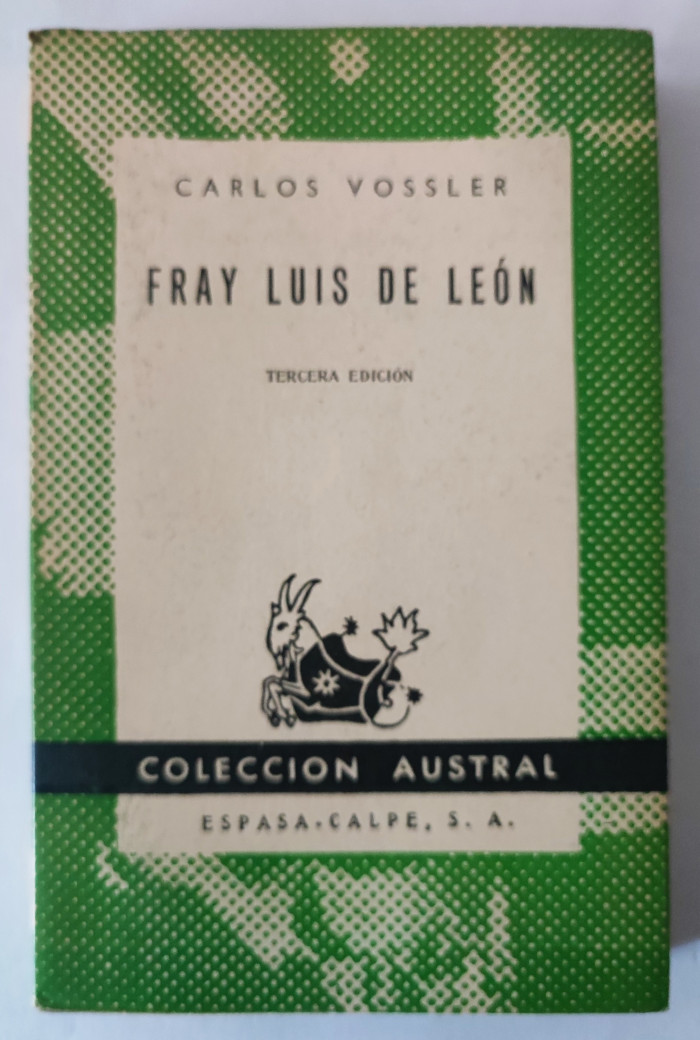 CARLOS VOSSLER
FRAY LUIS DE LEÓN
TERCERA EDICIÓN
COLECCION AUSTRAL
ESPASA-CALPE, S. A.